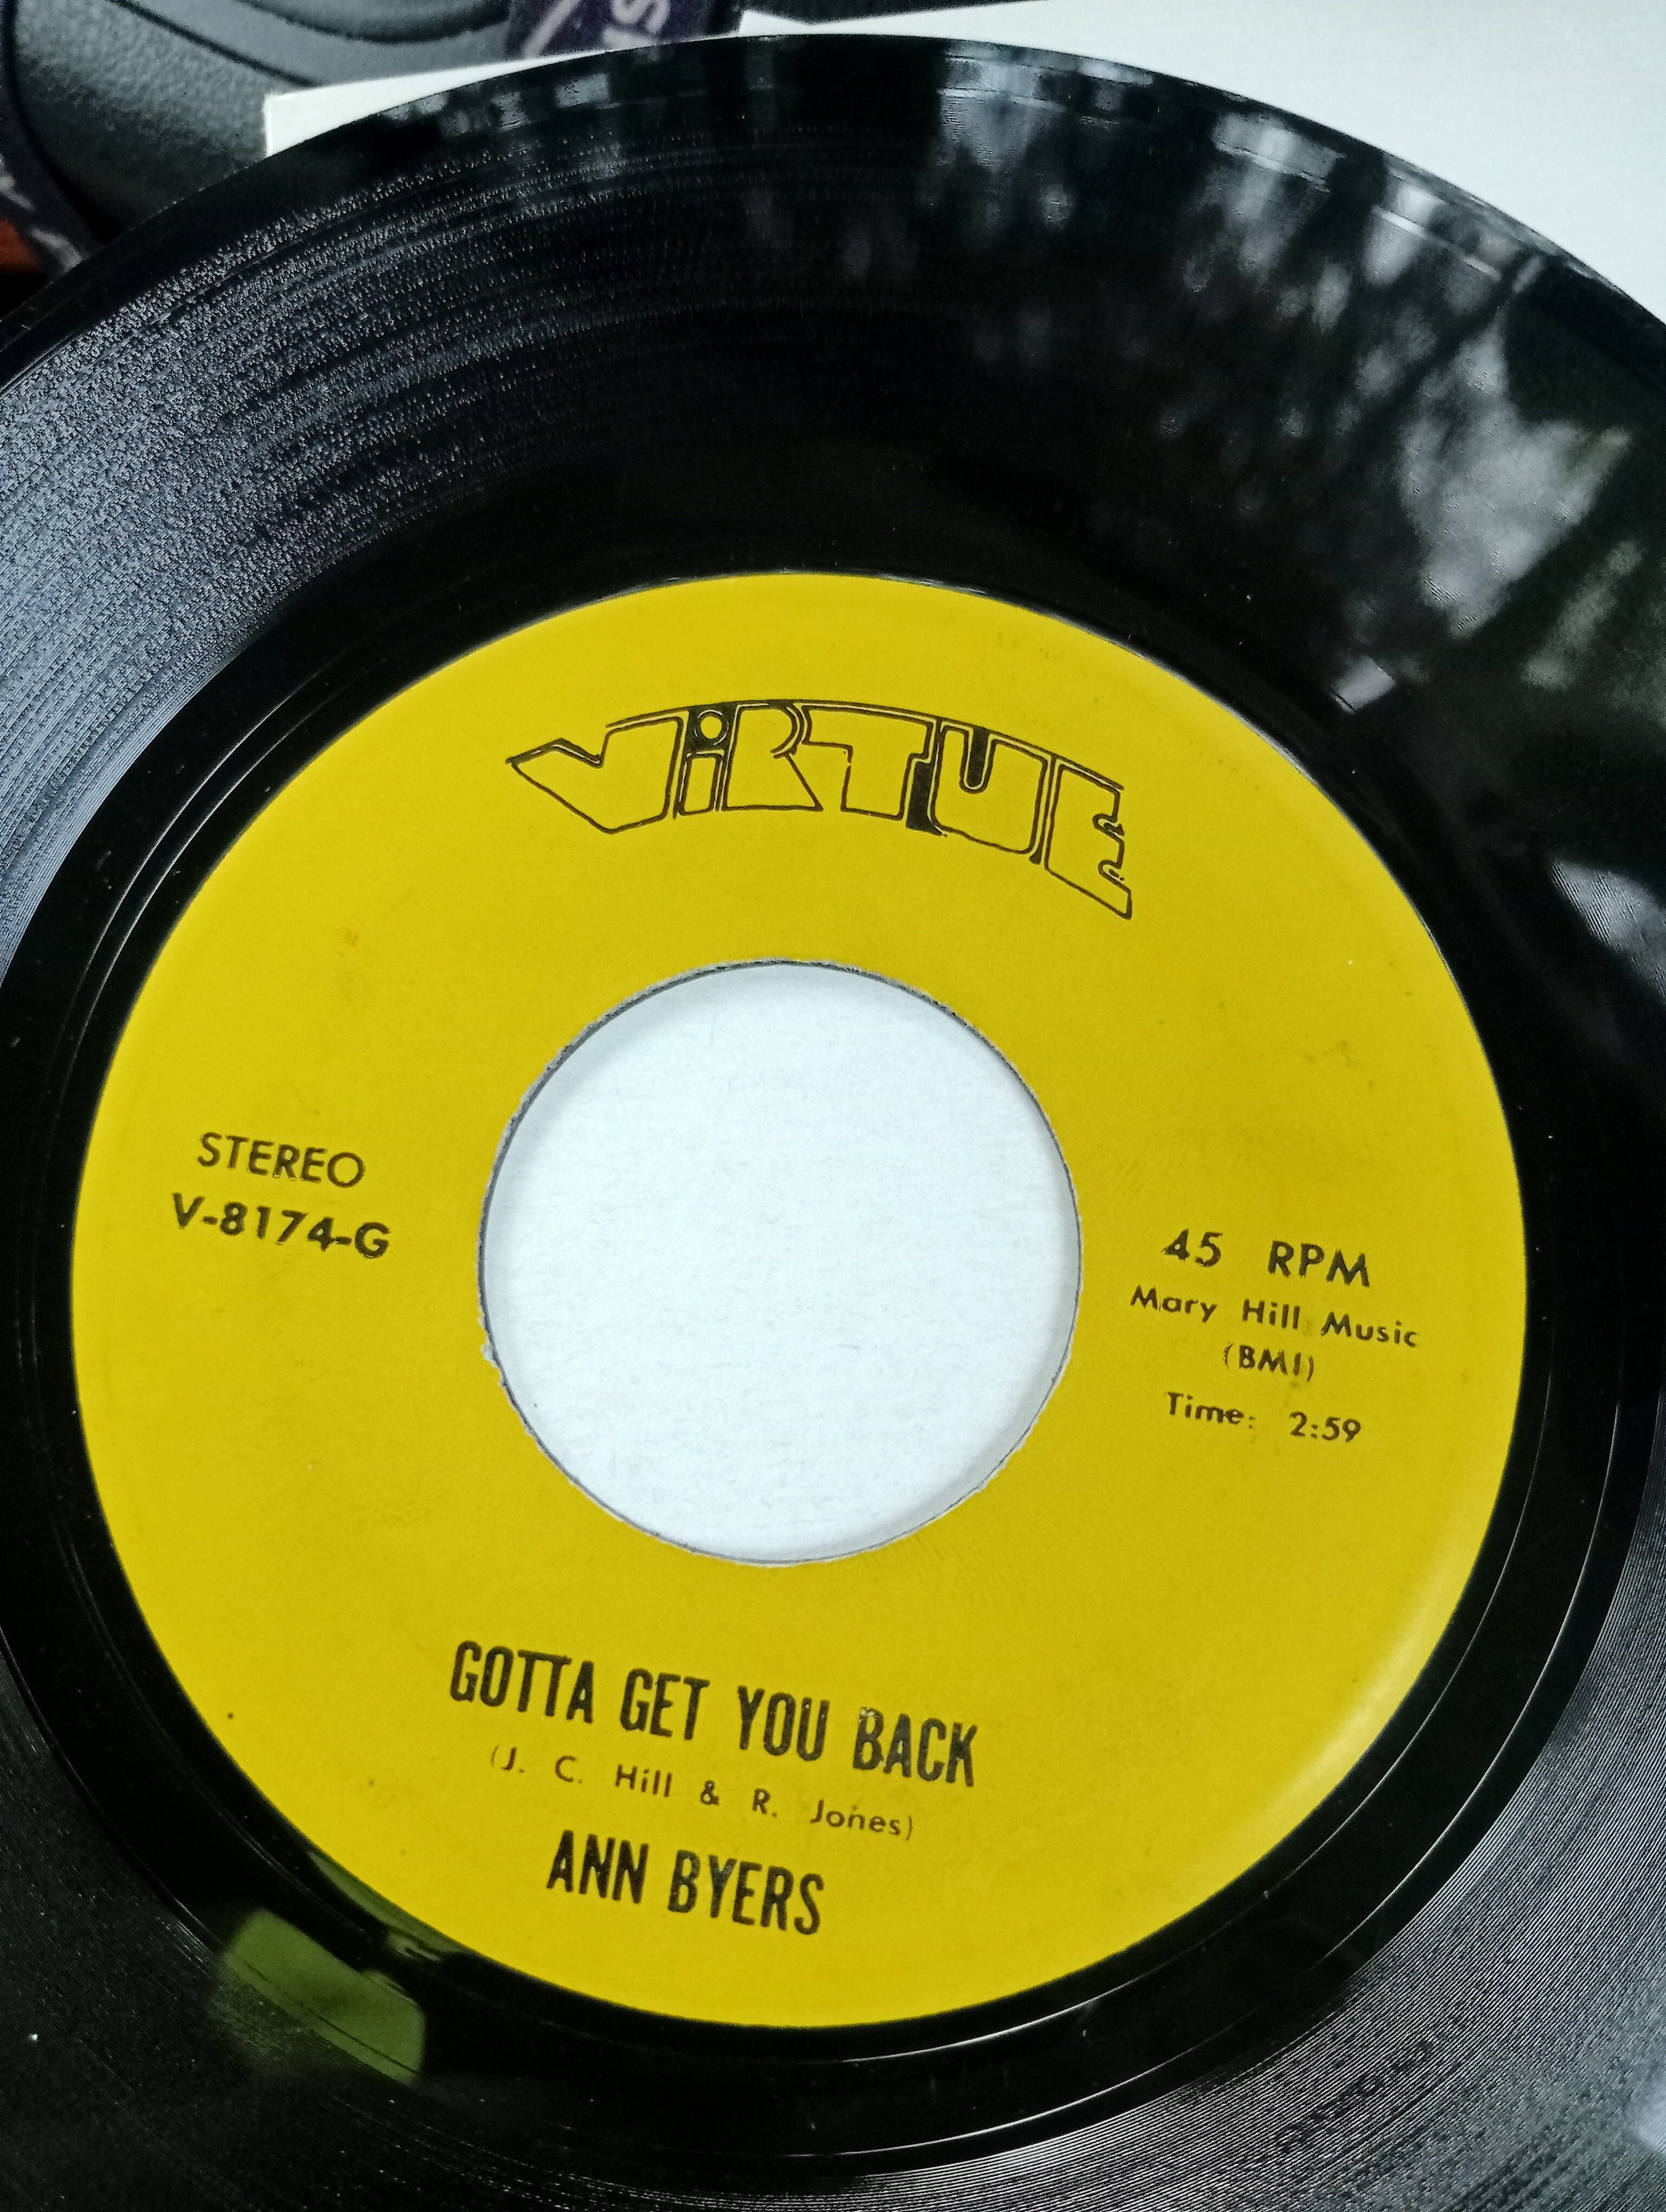 ViRTUE
STEREO
V-8174-G
45 RPM
Mary Hill Music
(BMI)
Time: 2:59
GOTTA GET YOU BACK
(J. C. Hill & R. Jones)
ANN BYERS